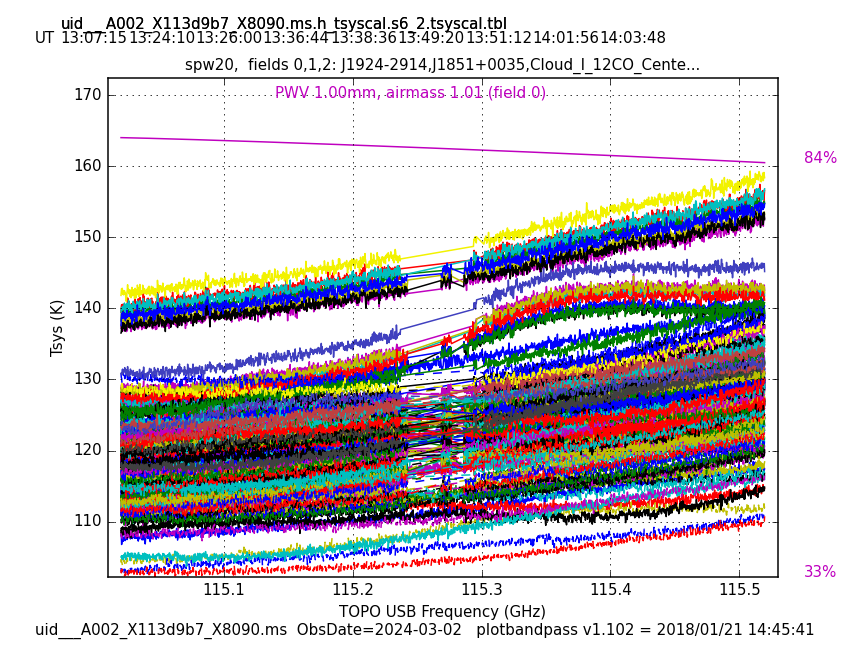 uid___A002_X113d9b7_X8090.ms.h_tsyscal.s6_2.tsyscal.tbl
UT 13:07:15 13:24:10 13:26:00 13:36:44 13:38:36 13:49:20 13:51:12 14:01:56 14:03:48
spw20,  fields 0,1,2: J1924-2914,J1851+0035,Cloud_I_12CO_Cente...
PWV 1.00mm, airmass 1.01 (field 0)
170
160
150
140
130
120
110
Tsys (K)
84%
33%
115.1 115.2 115.3 115.4 115.5
TOPO USB Frequency (GHz)
uid___A002_X113d9b7_X8090.ms  ObsDate=2024-03-02   plotbandpass v1.102 = 2018/01/21 14:45:41